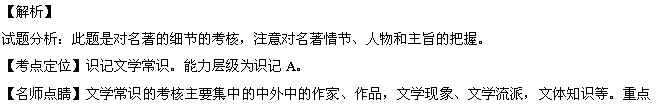 【解析】
试题分析：此题是对名著的细节的考核，注意对名著情节、人物和主旨的把握。
【考点定位】识记文学常识。能力层级为识记 A。
【名师点睛】文学常识的考核主要集中的中外中的作家、作品，文学现象、文学流派，文体知识等。重点